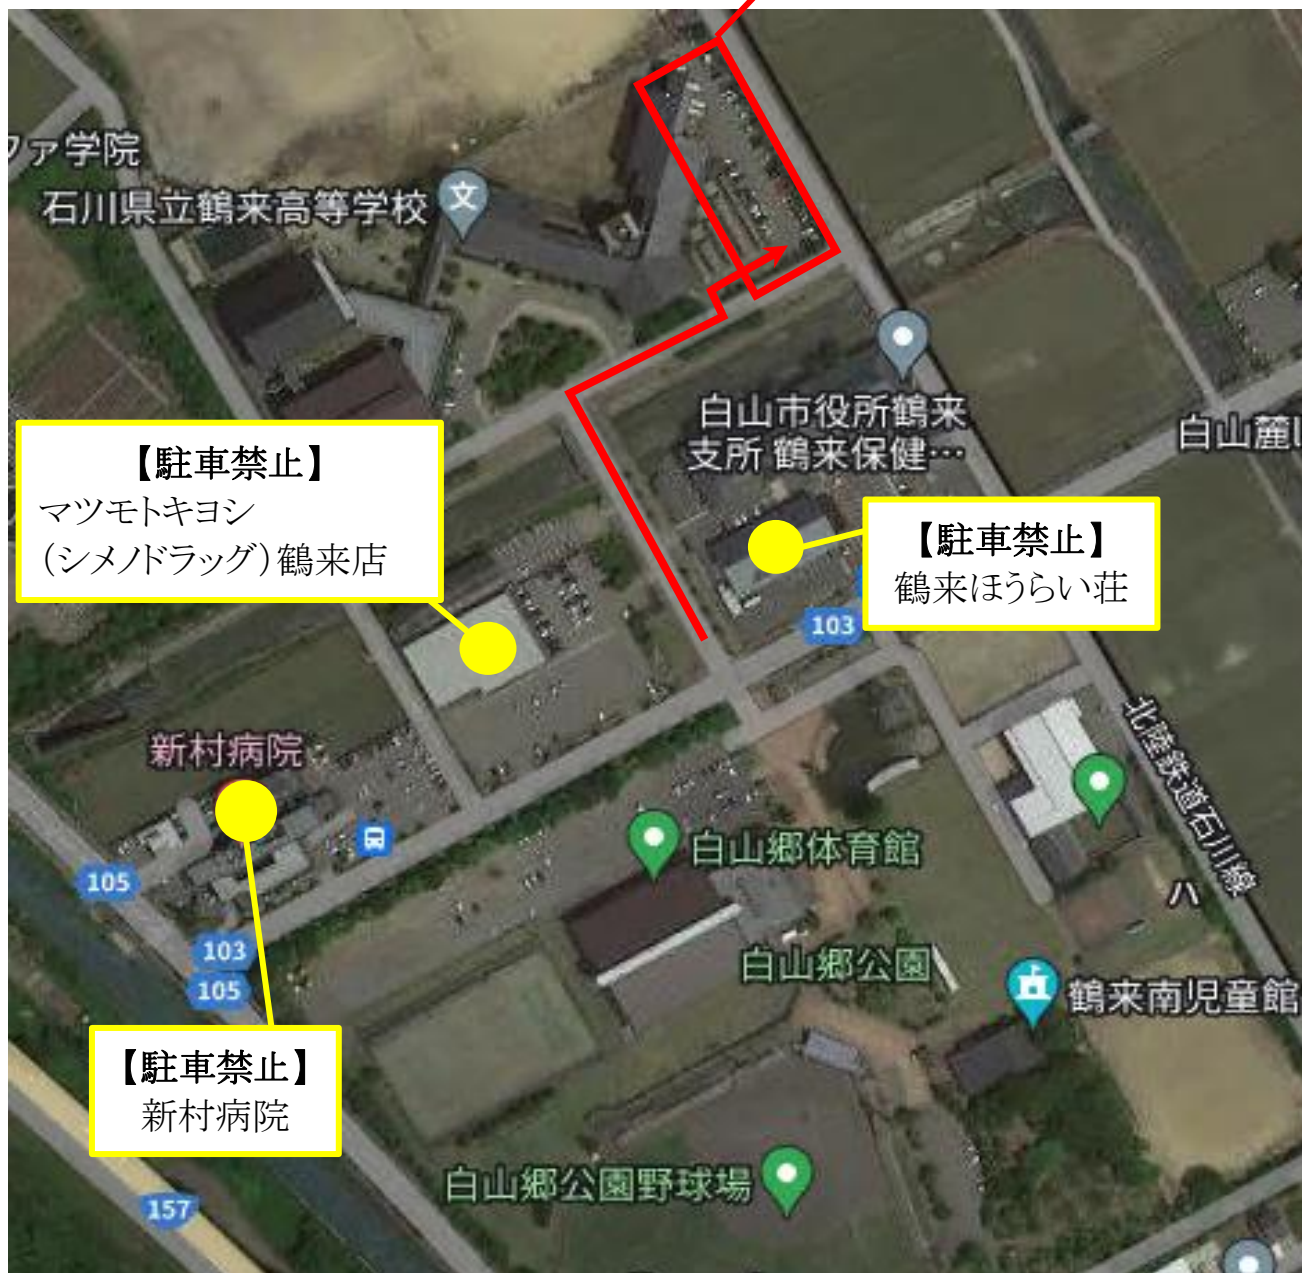 ファ学院
石川県立鶴来高等学校
文
白山市役所鶴来
支所 鶴来保健…
白山麓
【駐車禁止】
マツモトキヨシ
(シメノドラッグ)鶴来店
【駐車禁止】
鶴来ほうらい荘
103
新村病院
北陸鉄道石川線
白山郷体育館
105
ハ
103
白山郷公園
105
鶴来南児童館
【駐車禁止】
新村病院
白山郷公園野球場
157